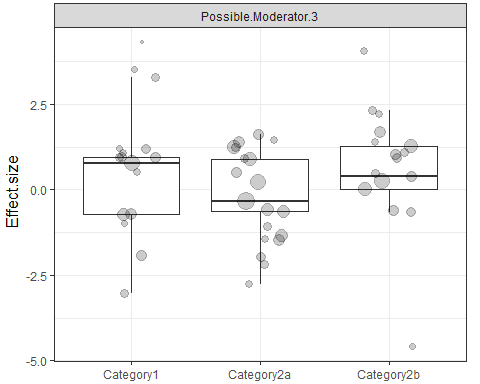 Possible.Moderator.3
Effect.size
2.5
0.0
-2.5
-5.0
Category1 Category2a Category2b